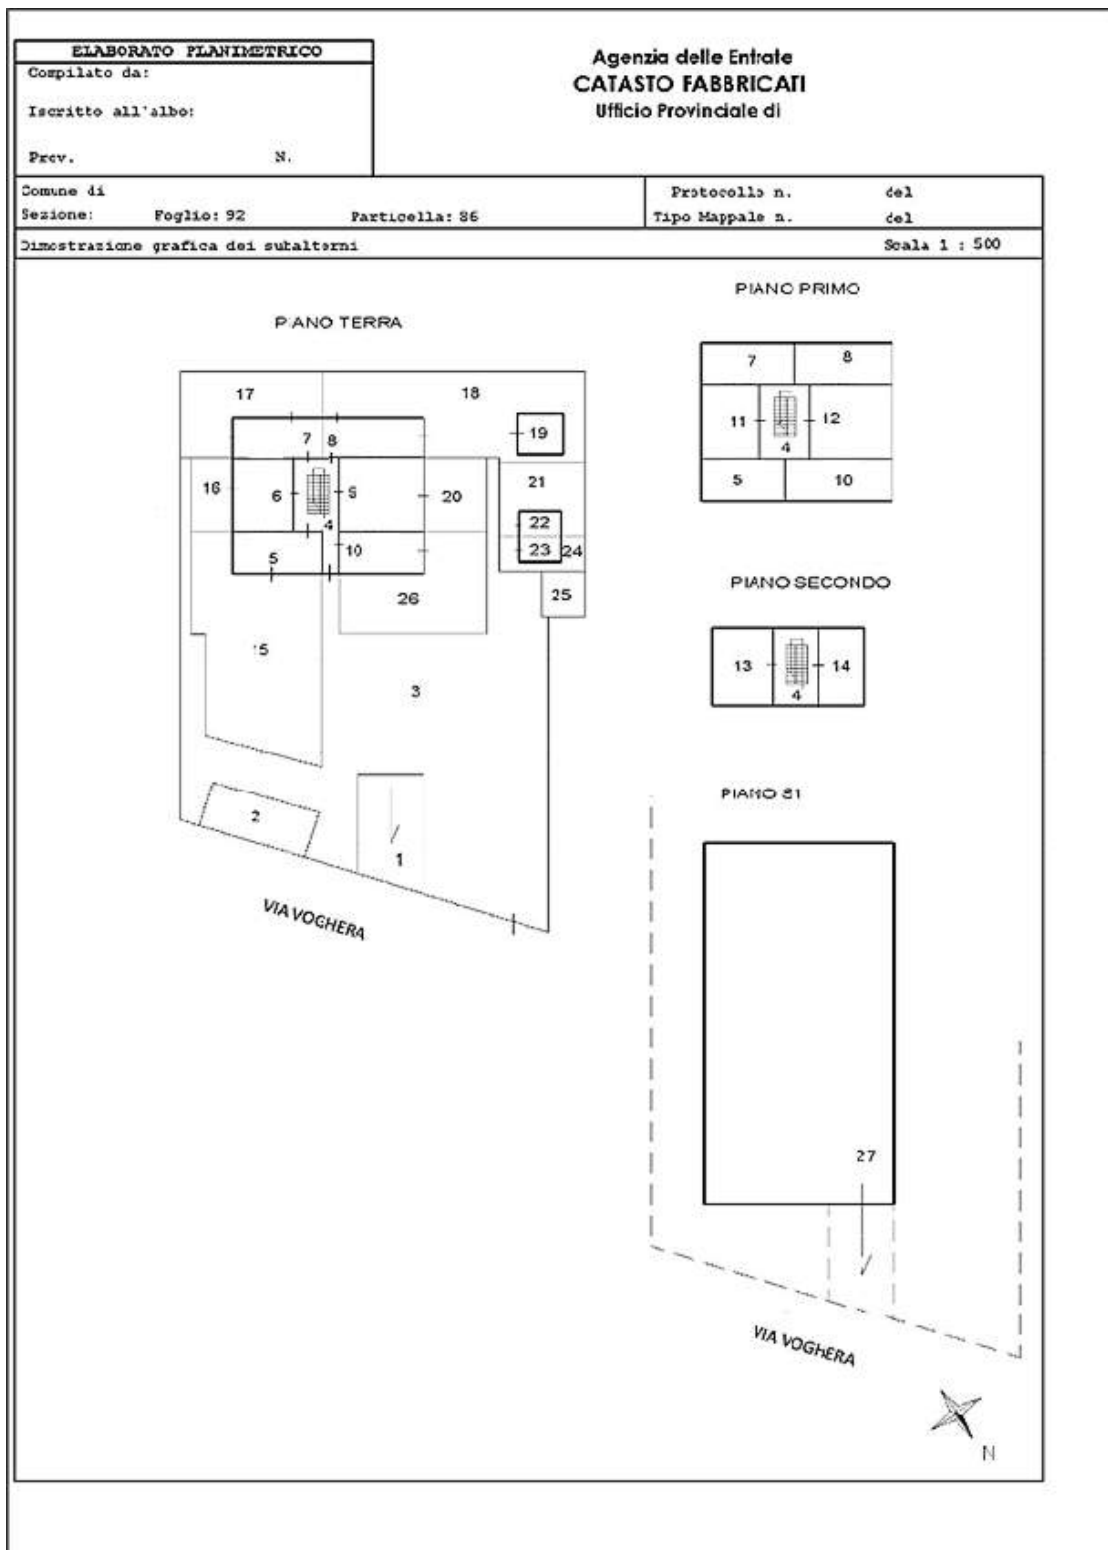 ELABORATO PLANIMETRICO
Compilato da:
Iscritto all'albo:
Prov. N.
Agenzia delle Entrate
CATASTO FABBRICATI
Ufficio Provinciale di
Comune di
Sezione: Foglio: 92 Particella: 86
Protocollo n. del
Tipo Mappale n. del
Dimostrazione grafica dei subalterni Scala 1 : 500
PIANO TERRA
17 18
19
7 8
16 6 9 20 21
4 22
5 10 23 24
26 25
15
3
2
1
VIA VOGHERA
PIANO PRIMO
7 8
11 12
4
5 10
PIANO SECONDO
13 14
4
PIANO S1
27
VIA VOGHERA
N